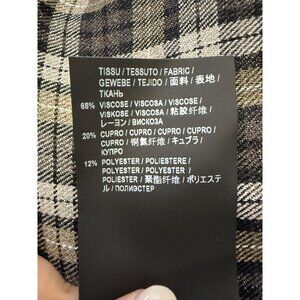 TISSU / TESSUTO / FABRIC /
GEWEBE / TEJIDO / 面料 / 表地 /
ТКАНЬ
68% VISCOSE / VISCOSA / VISCOSE /
VISKOSE / VISCOSA / 粘胶纤维 /
レーヨン / ВИСКОЗА
20% CUPRO / CUPRO / CUPRO / CUPRO
/ CUPRO / 铜氨纤维 / キュプラ /
КУПРО
12% POLYESTER / POLIESTERE /
POLYESTER / POLYESTER /
POLIESTER / 聚酯纤维 / ポリエステ
ル / ПОЛИЭСТЕР